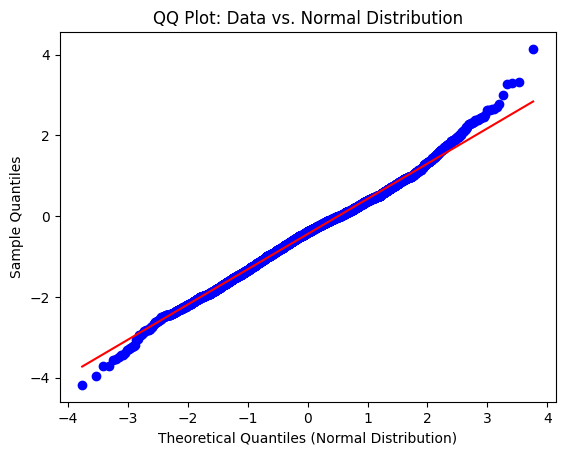 QQ Plot: Data vs. Normal Distribution
Sample Quantiles
4
2
0
−2
−4
−4 −3 −2 −1 0 1 2 3 4
Theoretical Quantiles (Normal Distribution)